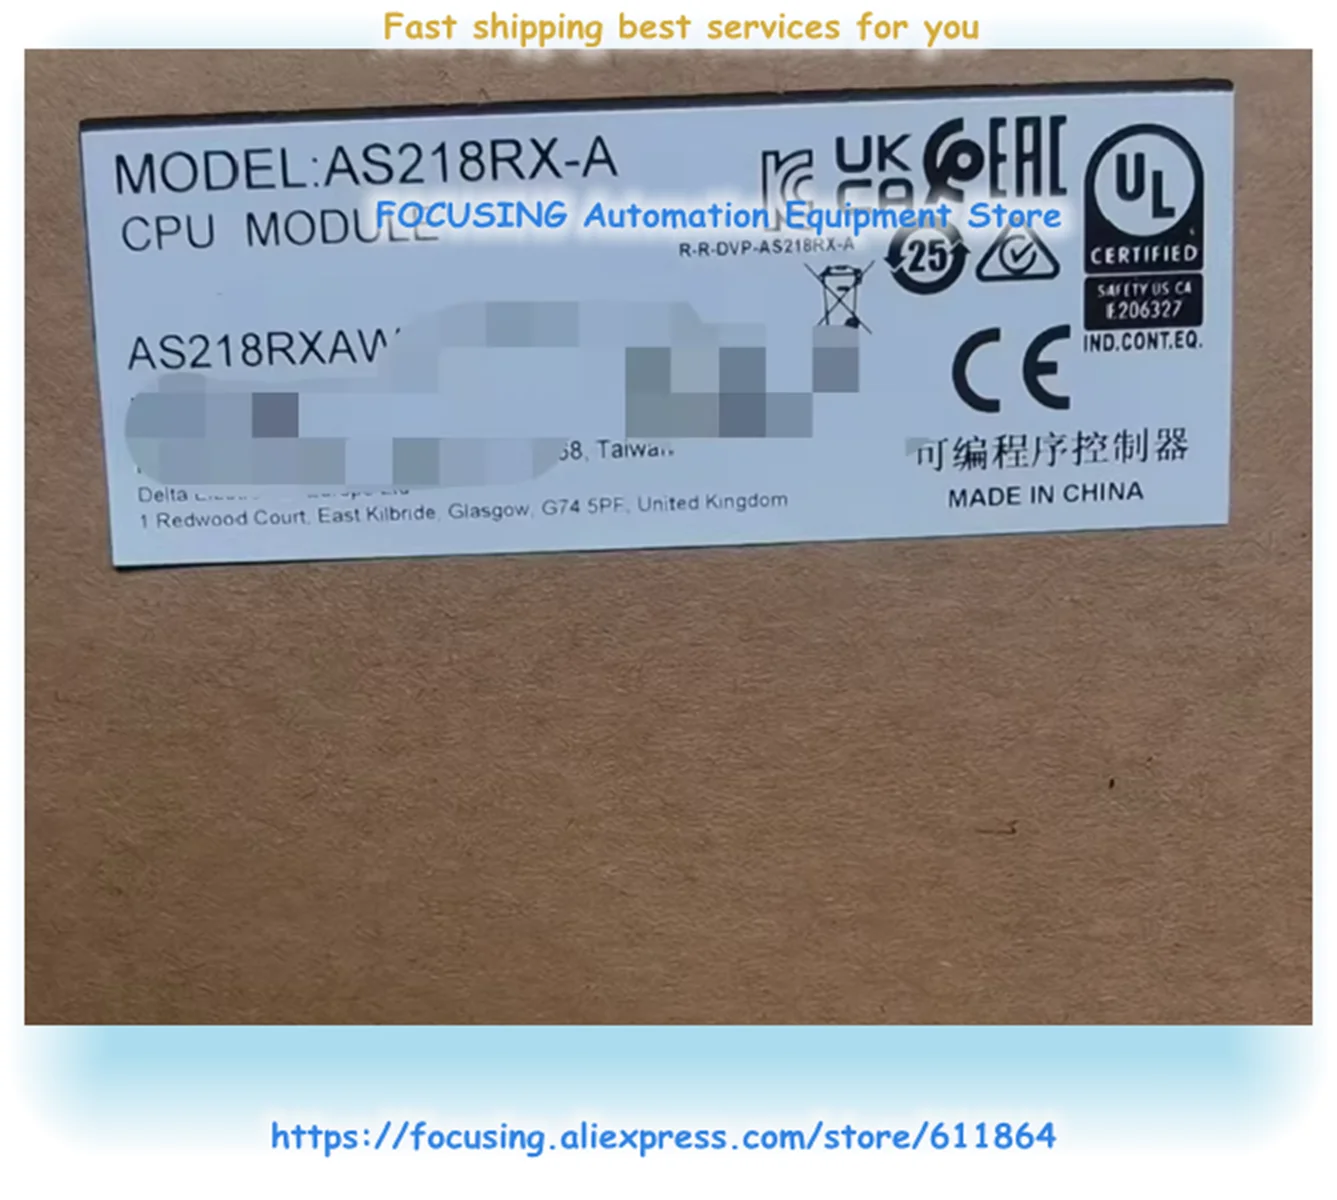 Fast shipping best services for you
MODEL:AS218RX-A
CPU MODULE
UK
CA
EAC
UL
FOCUSING Automation Equipment Store
R-R-DVP-AS218RX-A
25
CERTIFIED
SAFETY US CA
E206327
IND.CONT.EQ.
AS218RXAW
CE
58, Taiwan
可编程序控制器
Delta
1 Redwood Court, East Kilbride, Glasgow, G74 5PF, United Kingdom
MADE IN CHINA
https://focusing.aliexpress.com/store/611864